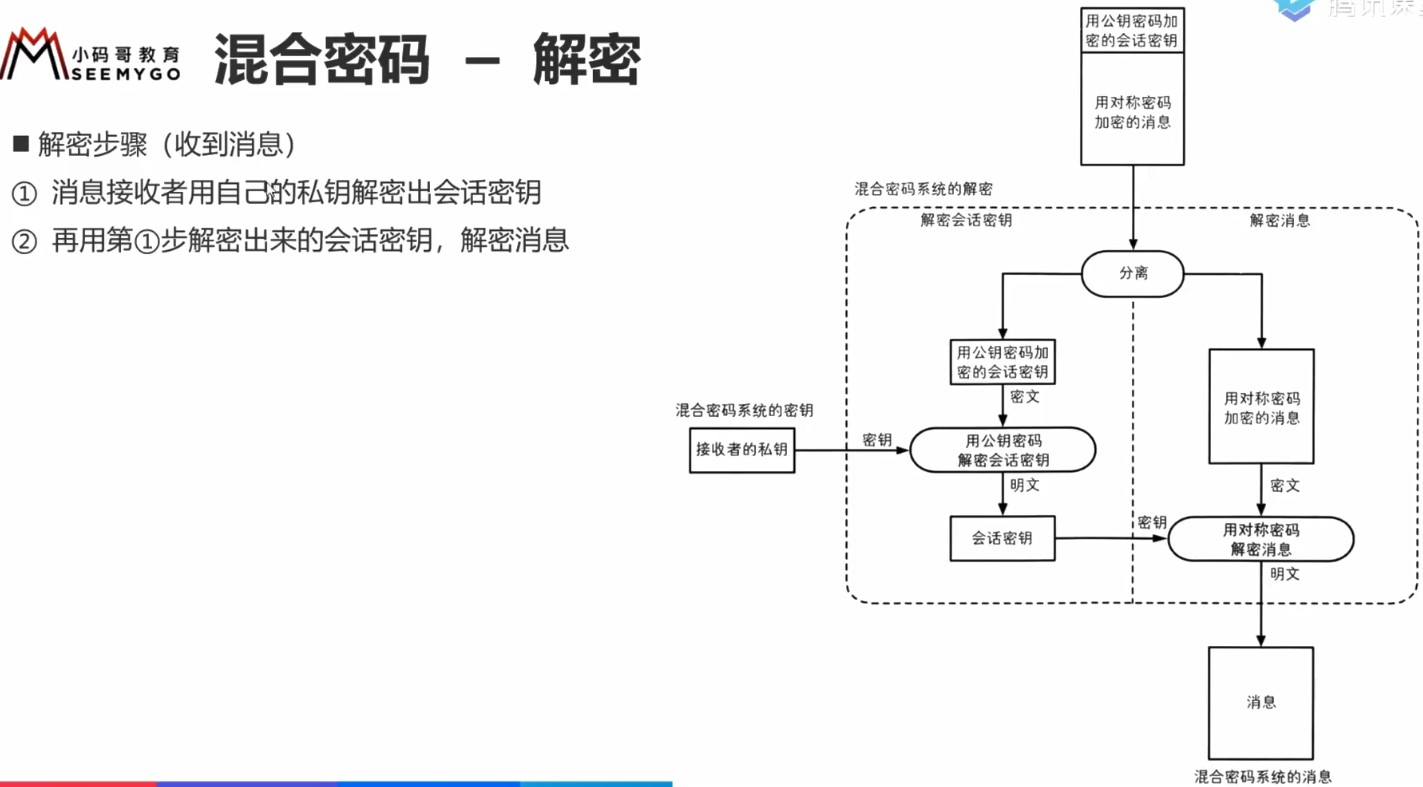 小码哥教育
SEEMYGO
混合密码 – 解密
■ 解密步骤（收到消息）
① 消息接收者用自己的私钥解密出会话密钥
② 再用第①步解密出来的会话密钥，解密消息
用公钥密码加
密的会话密钥
用对称密码
加密的消息
混合密码系统的解密
解密会话密钥
解密消息
分离
用公钥密码加
密的会话密钥
密文
用对称密码
加密的消息
混合密码系统的密钥
接收者的私钥
密钥
用公钥密码
解密会话密钥
明文
密文
会话密钥
密钥
用对称密码
解密消息
明文
消息
混合密码系统的消息